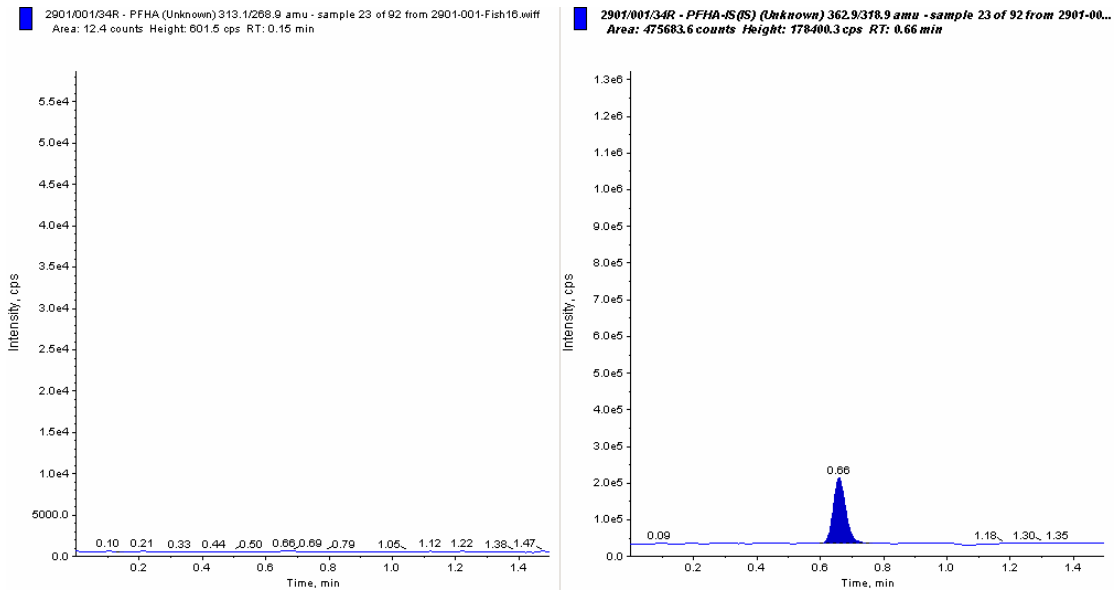 2901/001/34R - PFHA (Unknown) 313.1/268.9 amu - sample 23 of 92 from 2901-001-Fish16.wiff
Area: 12.4 counts Height: 601.5 cps RT: 0.15 min
5.5e4
5.0e4
4.5e4
4.0e4
3.5e4
3.0e4
2.5e4
2.0e4
1.5e4
1.0e4
5000.0
0.0
Intensity, cps
0.10 0.21 0.33 0.44 0.50 0.66 0.69 0.79 1.05 1.12 1.22 1.38 1.47
0.2 0.4 0.6 0.8 1.0 1.2 1.4
Time, min
2901/001/34R - PFHA-IS(IS) (Unknown) 362.9/318.9 amu - sample 23 of 92 from 2901-00...
Area: 475683.6 counts Height: 178400.3 cps RT: 0.66 min
1.3e6
1.2e6
1.1e6
1.0e6
9.0e5
8.0e5
7.0e5
6.0e5
5.0e5
4.0e5
3.0e5
2.0e5
1.0e5
0.0
Intensity, cps
0.66
0.09 1.18 1.30 1.35
0.2 0.4 0.6 0.8 1.0 1.2 1.4
Time, min